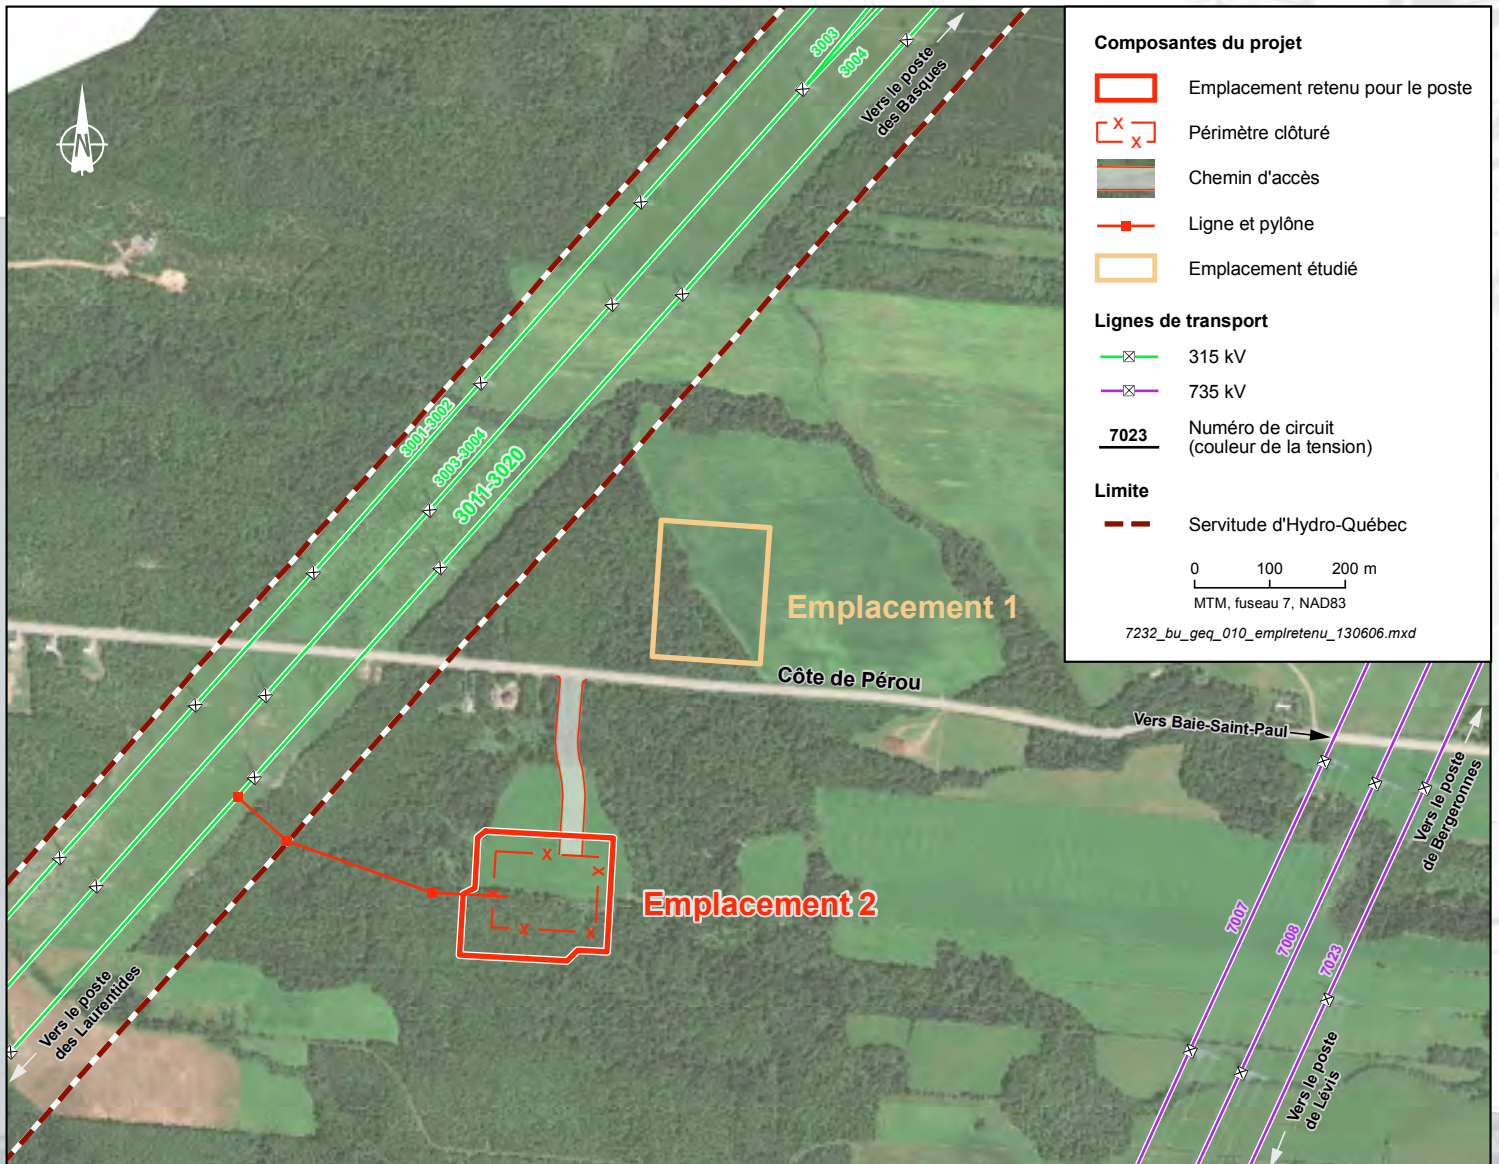 Composantes du projet
Emplacement retenu pour le poste
X
X
Périmètre clôturé
Chemin d'accès
Ligne et pylône
Emplacement étudié
Lignes de transport
315 kV
735 kV
7023
Numéro de circuit
(couleur de la tension)
Limite
Servitude d'Hydro-Québec
0 100 200 m
MTM, fuseau 7, NAD83
7232_bu_geq_010_emplretenu_130606.mxd
N
3003
3004
Vers le poste
des Basques
3001-3002
3003-3004
3011-3020
Emplacement 1
Côte de Pérou
Vers Baie-Saint-Paul
Vers le poste
de Bergeronnes
X
X
X
X
X
Emplacement 2
7007
7008
7023
Vers le poste
des Laurentides
Vers le poste
de Lévis